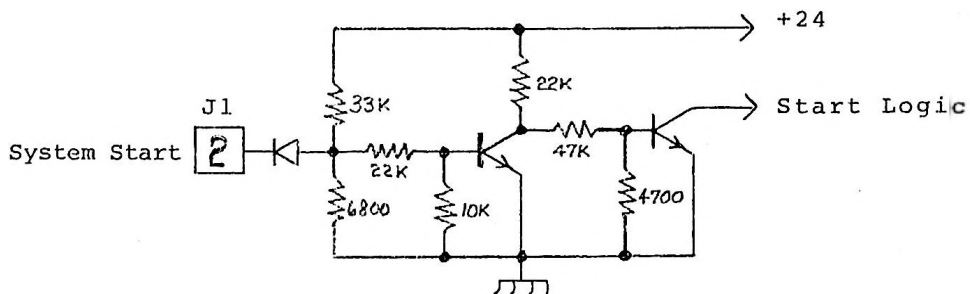 +24
J1
33K
22K
Start Logic
System Start
2
22K
47K
6800
10K
4700